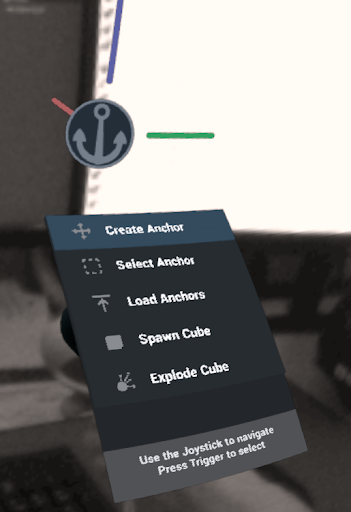 Create Anchor
Select Anchor
Load Anchors
Spawn Cube
Explode Cube
Use the Joystick to navigate
Press Trigger to select